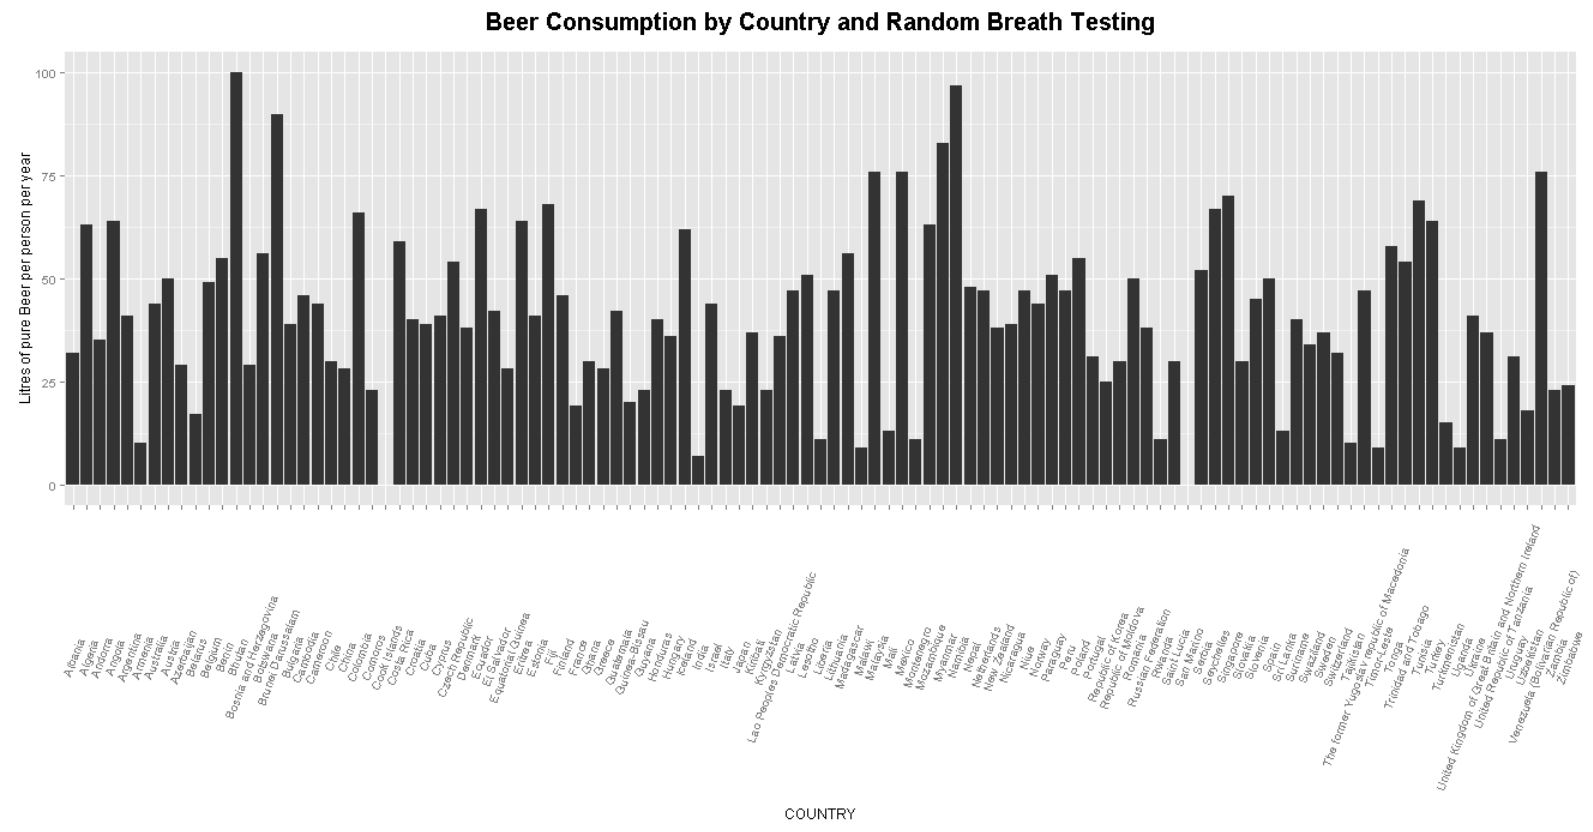 Beer Consumption by Country and Random Breath Testing
Litres of pure Beer per person per year
100
75
50
25
0
Albania
Algeria
Andorra
Angola
Argentina
Armenia
Australia
Austria
Azerbaijan
Belarus
Belgium
Benin
Bhutan
Bosnia and Herzegovina
Botswana
Brunei Darussalam
Bulgaria
Cambodia
Cameroon
Chile
China
Colombia
Comoros
Cook Islands
Costa Rica
Croatia
Cuba
Cyprus
Czech Republic
Denmark
Ecuador
El Salvador
Equatorial Guinea
Eritrea
Estonia
Fiji
Finland
France
Ghana
Greece
Guatemala
Guinea-Bissau
Guyana
Honduras
Hungary
Iceland
India
Israel
Italy
Japan
Kiribati
Kyrgyzstan
Lao Peoples Democratic Republic
Latvia
Lesotho
Liberia
Lithuania
Madagascar
Malawi
Malaysia
Mali
Mexico
Montenegro
Mozambique
Myanmar
Namibia
Nepal
Netherlands
New Zealand
Nicaragua
Niue
Norway
Paraguay
Peru
Poland
Portugal
Republic of Korea
Republic of Moldova
Romania
Russian Federation
Rwanda
Saint Lucia
San Marino
Serbia
Seychelles
Singapore
Slovakia
Slovenia
Spain
Sri Lanka
Suriname
Swaziland
Sweden
Switzerland
Tajikistan
The former Yugoslav republic of Macedonia
Timor-Leste
Tonga
Trinidad and Tobago
Tunisia
Turkey
Turkmenistan
Uganda
Ukraine
United Kingdom of Great Britain and Northern Ireland
United Republic of Tanzania
Uruguay
Uzbekistan
Venezuela (Bolivarian Republic of)
Zambia
Zimbabwe
COUNTRY